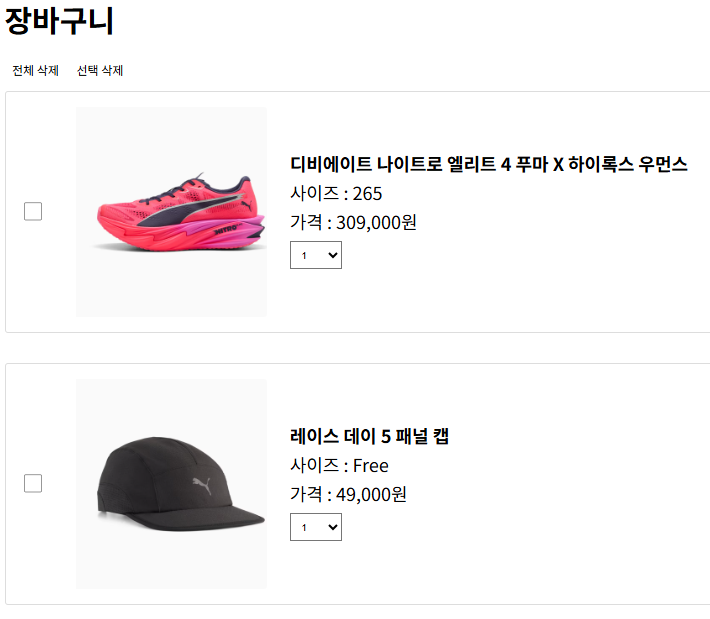 장바구니
전체 삭제 선택 삭제
디비에이트 나이트로 엘리트 4 푸마 X 하이록스 우먼스
사이즈 : 265
가격 : 309,000원
1
NITRO
레이스 데이 5 패널 캡
사이즈 : Free
가격 : 49,000원
1